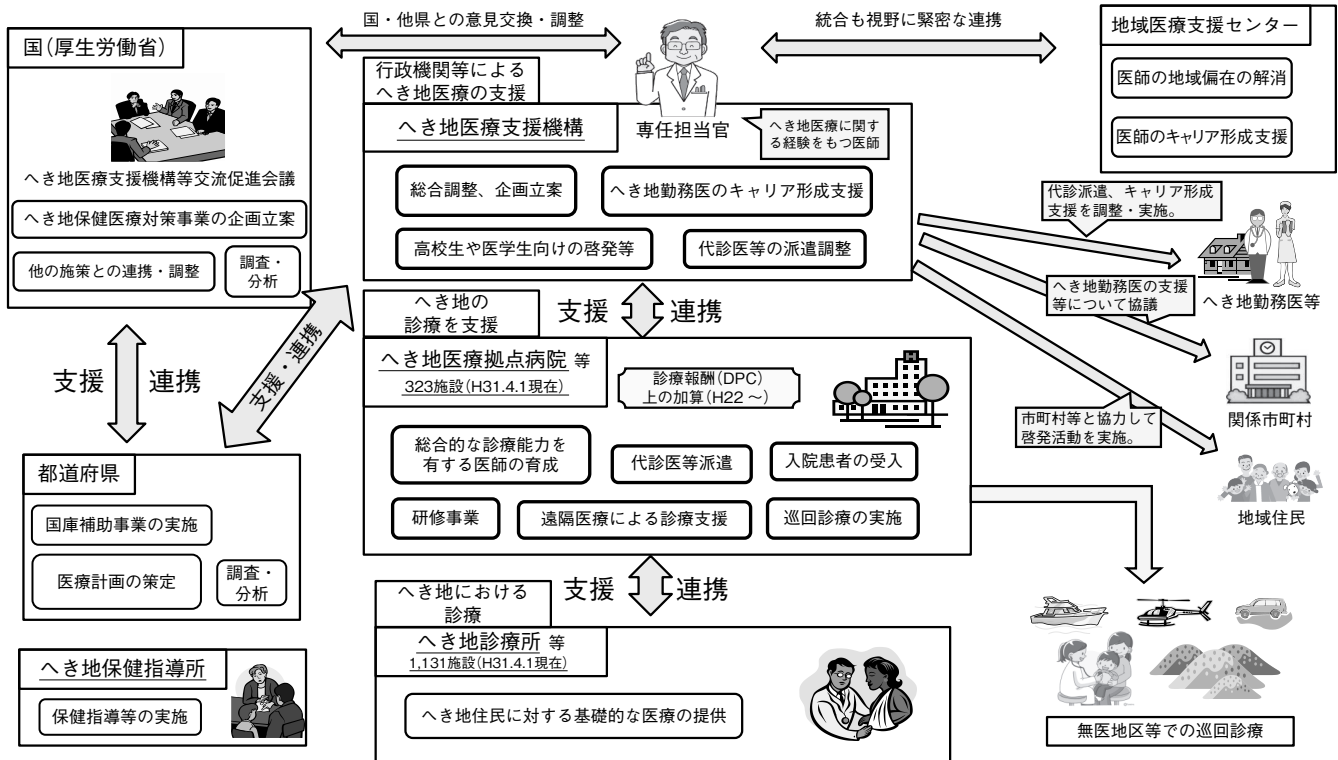 国・他県との意見交換・調整
統合も視野に緊密な連携
国(厚生労働省)
へき地医療支援機構等交流促進会議
へき地保健医療対策事業の企画立案
他の施策との連携・調整
調査・
分析
行政機関等による
へき地医療の支援
へき地医療支援機構
専任担当官
へき地医療に関す
る経験をもつ医師
総合調整、企画立案
へき地勤務医のキャリア形成支援
高校生や医学生向けの啓発等
代診医等の派遣調整
地域医療支援センター
医師の地域偏在の解消
医師のキャリア形成支援
代診派遣、キャリア形成
支援を調整・実施。
へき地勤務医等
へき地勤務医の支援
等について協議
関係市町村
市町村等と協力して
啓発活動を実施。
地域住民
支援 連携
支援・連携
へき地の
診療を支援
支援 連携
へき地医療拠点病院 等
323施設(H31.4.1現在)
診療報酬(DPC)
上の加算(H22～)
総合的な診療能力を
有する医師の育成
代診医等派遣
入院患者の受入
研修事業
遠隔医療による診療支援
巡回診療の実施
都道府県
国庫補助事業の実施
医療計画の策定
調査・
分析
へき地における
診療
支援 連携
へき地診療所 等
1,131施設(H31.4.1現在)
へき地住民に対する基礎的な医療の提供
へき地保健指導所
保健指導等の実施
無医地区等での巡回診療